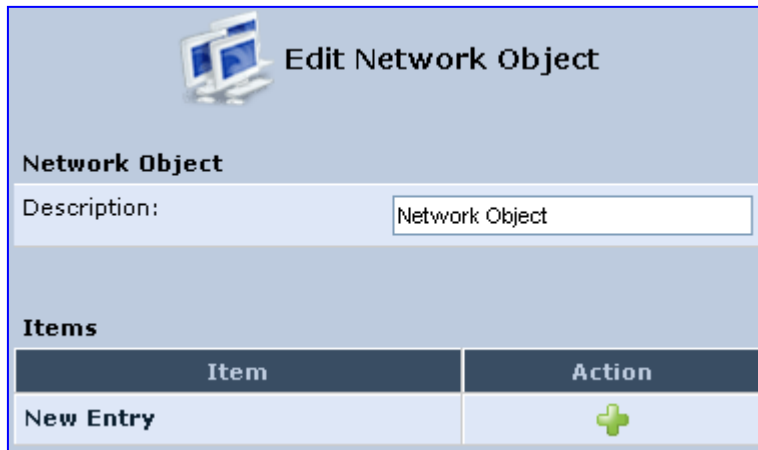 Edit Network Object
Network Object
Description: Network Object
Items
Item Action
New Entry